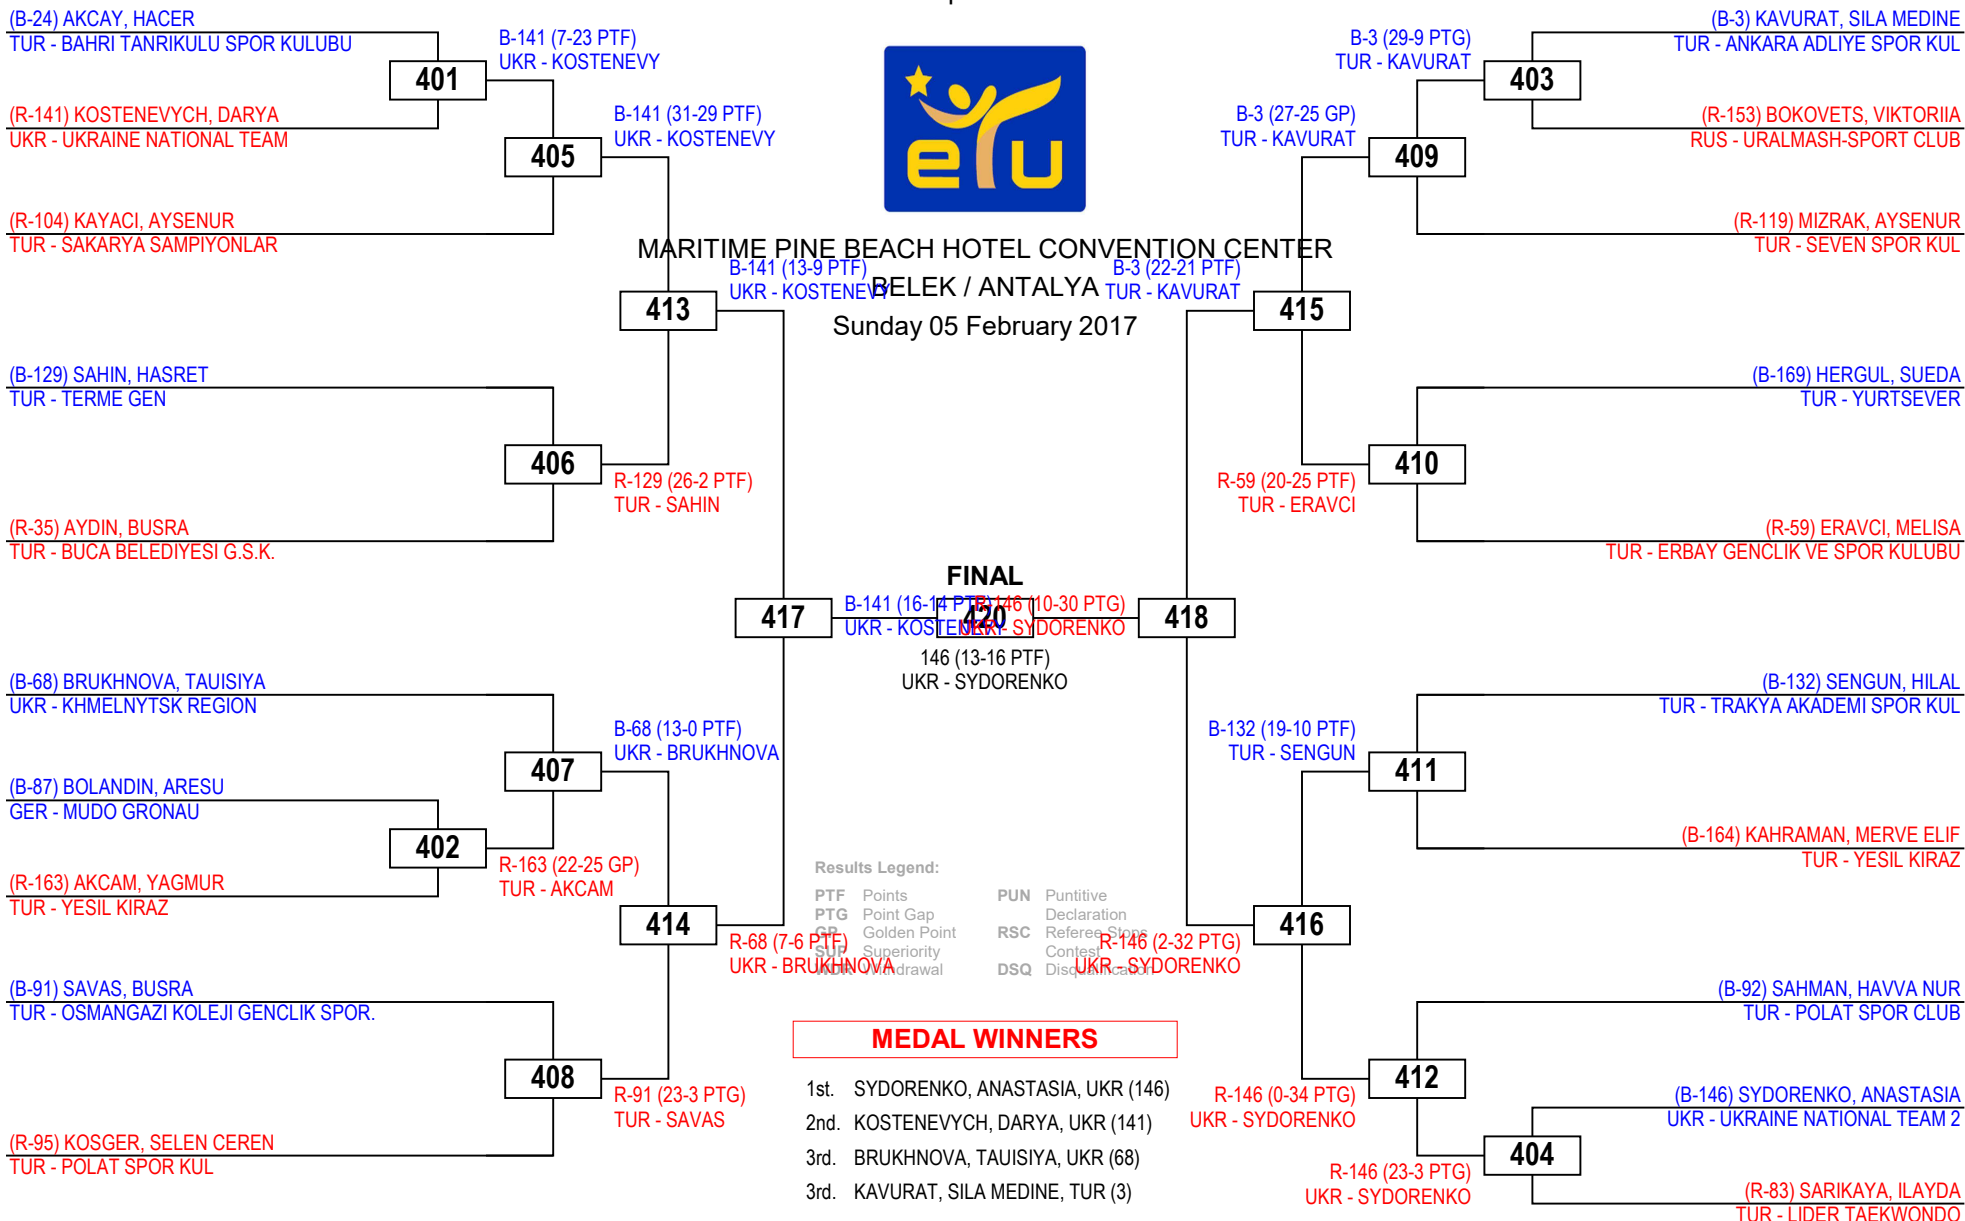 (B-24) AKCAY, HACER
TUR - BAHRI TANRIKULU SPOR KULUBU
401
B-141 (7-23 PTF)
UKR - KOSTENEVY
(R-141) KOSTENEVYCH, DARYA
UKR - UKRAINE NATIONAL TEAM
405
B-141 (31-29 PTF)
UKR - KOSTENEVY
(R-104) KAYACI, AYSENUR
TUR - SAKARYA SAMPIYONLAR
413
B-141 (13-9 PTF)
UKR - KOSTENEVY
(B-129) SAHIN, HASRET
TUR - TERME GEN
406
R-129 (26-2 PTF)
TUR - SAHIN
(R-35) AYDIN, BUSRA
TUR - BUCA BELEDIYESI G.S.K.
417
B-141 (16-14 PTF)
UKR - KOSTENEVY
(B-68) BRUKHNOVA, TAUISIYA
UKR - KHMELNYTSK REGION
407
B-68 (13-0 PTF)
UKR - BRUKHNOVA
(B-87) BOLANDIN, ARESU
GER - MUDO GRONAU
402
R-163 (22-25 GP)
TUR - AKCAM
(R-163) AKCAM, YAGMUR
TUR - YESIL KIRAZ
414
R-68 (7-6 PTF)
UKR - BRUKHNOVA
(B-91) SAVAS, BUSRA
TUR - OSMANGAZI KOLEJI GENCLIK SPOR.
408
R-91 (23-3 PTG)
TUR - SAVAS
(R-95) KOSGER, SELEN CEREN
TUR - POLAT SPOR KUL
eTu
MARITIME PINE BEACH HOTEL CONVENTION CENTER
BELEK / ANTALYA
Sunday 05 February 2017
FINAL
420
146 (13-16 PTF)
UKR - SYDORENKO
Results Legend:
PTF Points
PTG Point Gap
GP Golden Point
SUP Superiority
WDR Withdrawal
PUN Puntitive
Declaration
RSC Referee Stops
Contest
DSQ Disqualification
MEDAL WINNERS
1st. SYDORENKO, ANASTASIA, UKR (146)
2nd. KOSTENEVYCH, DARYA, UKR (141)
3rd. BRUKHNOVA, TAUISIYA, UKR (68)
3rd. KAVURAT, SILA MEDINE, TUR (3)
(B-3) KAVURAT, SILA MEDINE
TUR - ANKARA ADLIYE SPOR KUL
B-3 (29-9 PTG)
TUR - KAVURAT
403
(R-153) BOKOVETS, VIKTORIIA
RUS - URALMASH-SPORT CLUB
B-3 (27-25 GP)
TUR - KAVURAT
409
(R-119) MIZRAK, AYSENUR
TUR - SEVEN SPOR KUL
B-3 (22-21 PTF)
TUR - KAVURAT
415
(B-169) HERGUL, SUEDA
TUR - YURTSEVER
410
R-59 (20-25 PTF)
TUR - ERAVCI
(R-59) ERAVCI, MELISA
TUR - ERBAY GENCLIK VE SPOR KULUBU
R-146 (10-30 PTG)
UKR - SYDORENKO
418
(B-132) SENGUN, HILAL
TUR - TRAKYA AKADEMI SPOR KUL
B-132 (19-10 PTF)
TUR - SENGUN
411
(B-164) KAHRAMAN, MERVE ELIF
TUR - YESIL KIRAZ
416
R-146 (2-32 PTG)
UKR - SYDORENKO
(B-92) SAHMAN, HAVVA NUR
TUR - POLAT SPOR CLUB
412
R-146 (0-34 PTG)
UKR - SYDORENKO
(B-146) SYDORENKO, ANASTASIA
UKR - UKRAINE NATIONAL TEAM 2
404
R-146 (23-3 PTG)
UKR - SYDORENKO
(R-83) SARIKAYA, ILAYDA
TUR - LIDER TAEKWONDO